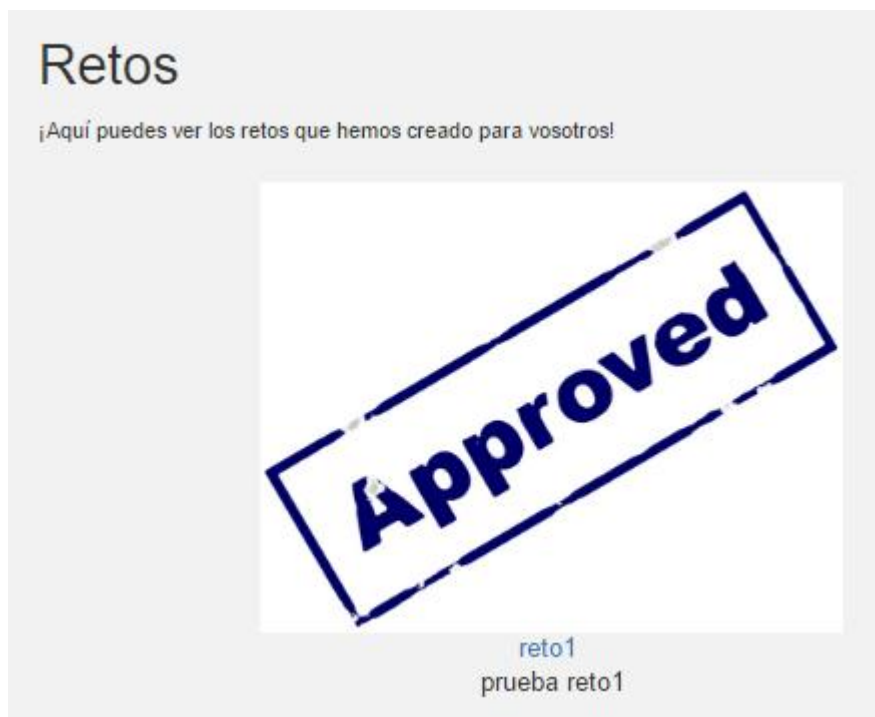 Retos
¡Aquí puedes ver los retos que hemos creado para vosotros!
Approved
reto1
prueba reto1